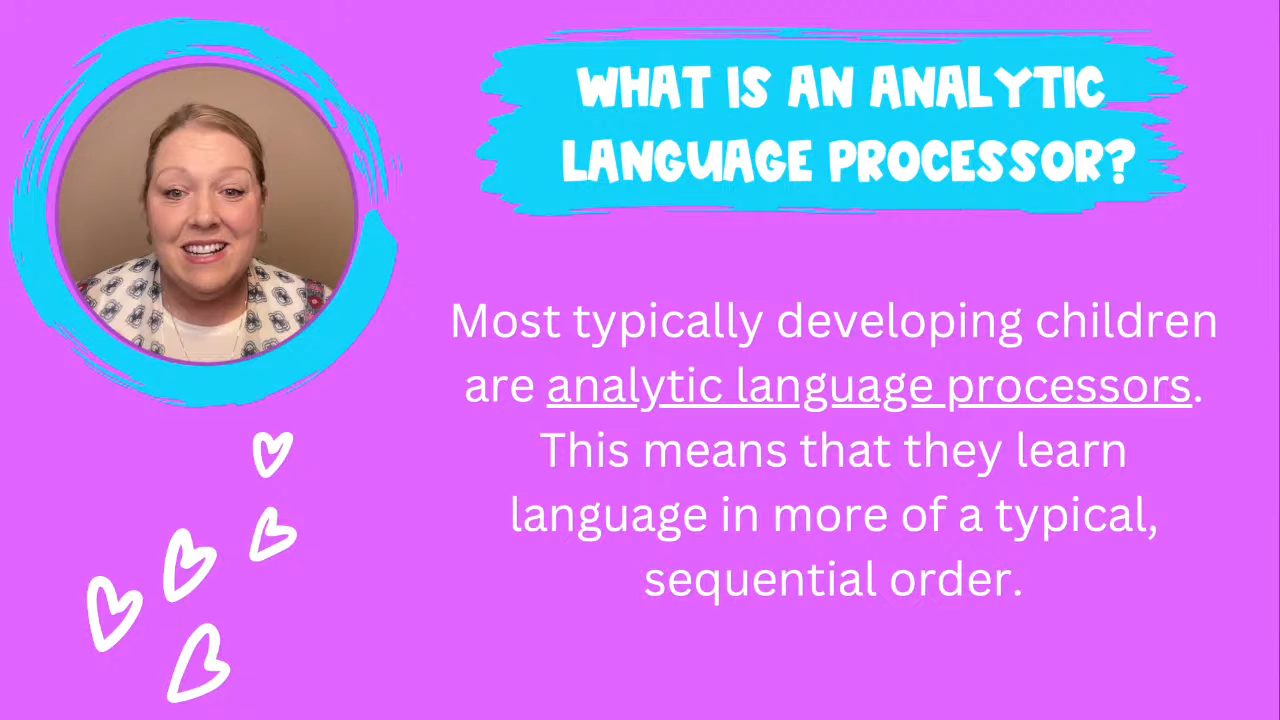 WHAT IS AN ANALYTIC
LANGUAGE PROCESSOR?
Most typically developing children
are analytic language processors.
This means that they learn
language in more of a typical,
sequential order.